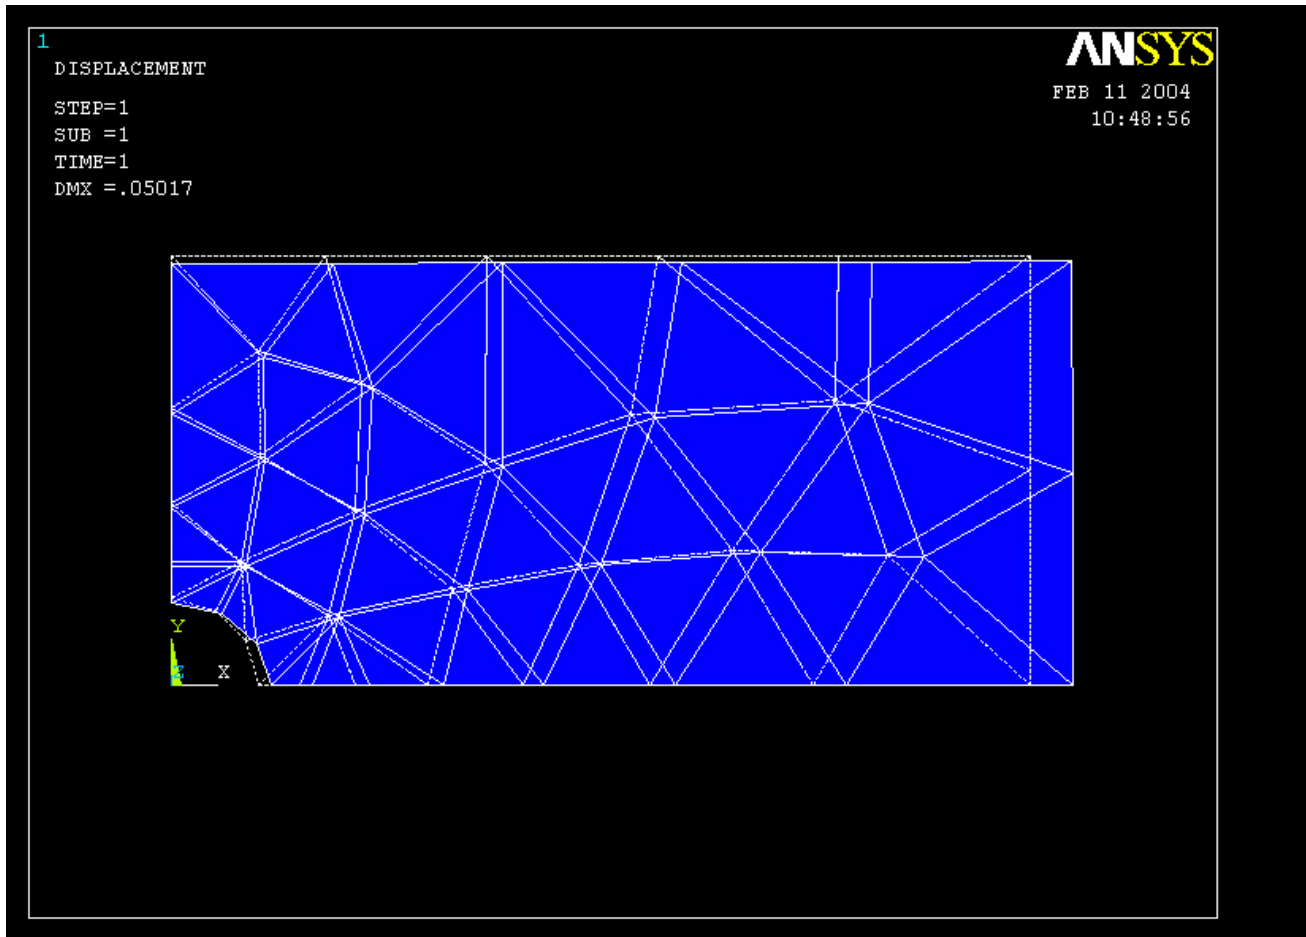 1
DISPLACEMENT
STEP=1
SUB =1
TIME=1
DMX =.05017
ANSYS
FEB 11 2004
10:48:56
Y
Z
X